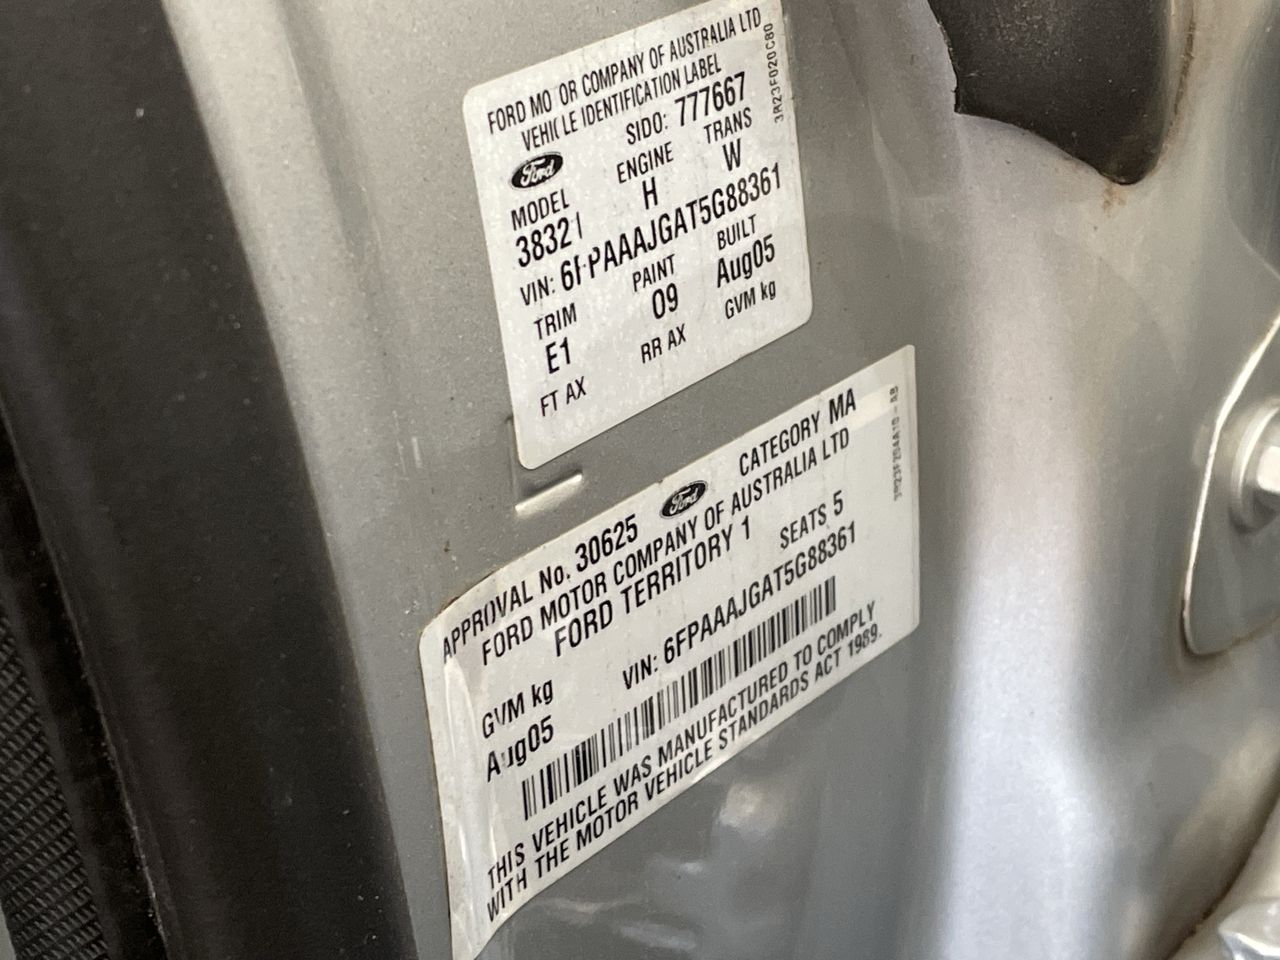 FORD MO OR COMPANY OF AUSTRALIA LTD
VEHICLE IDENTIFICATION LABEL
3R23F020C80
Ford
SIDO: 777667
MODEL ENGINE TRANS
38321 H W
VIN: 6FPAAAJGAT5G88361
TRIM PAINT BUILT
E1 09 Aug05
FT AX RR AX GVM kg
APPROVAL No. 30625 Ford CATEGORY MA
FORD MOTOR COMPANY OF AUSTRALIA LTD
FORD TERRITORY 1 SEATS 5
VIN: 6FPAAAJGAT5G88361
GVM kg
Aug05
THIS VEHICLE WAS MANUFACTURED TO COMPLY
WITH THE MOTOR VEHICLE STANDARDS ACT 1989.